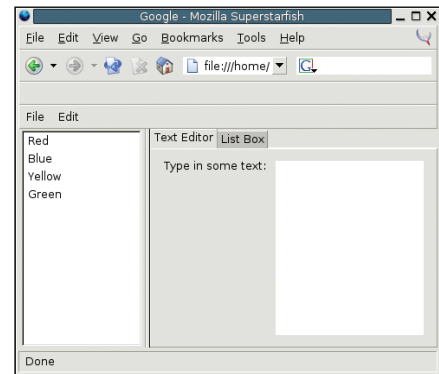 Google - Mozilla Superstarfish
File Edit View Go Bookmarks Tools Help
file:///home/ G
File Edit
Red
Blue
Yellow
Green
Text Editor List Box
Type in some text:
Done